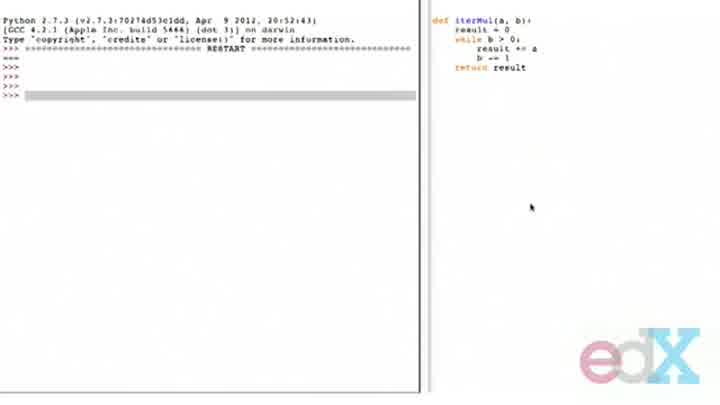 Python 2.7.3 (v2.7.3:70274d53c1dd, Apr  9 2012, 20:52:43)
[GCC 4.2.1 (Apple Inc. build 5666) (dot 3)] on darwin
Type "copyright", "credits" or "license()" for more information.
>>> ================================ RESTART ================================
>>>
>>>
>>>
>>>
def iterMul(a, b):
    result = 0
    while b > 0:
        result += a
        b -= 1
    return result
edX